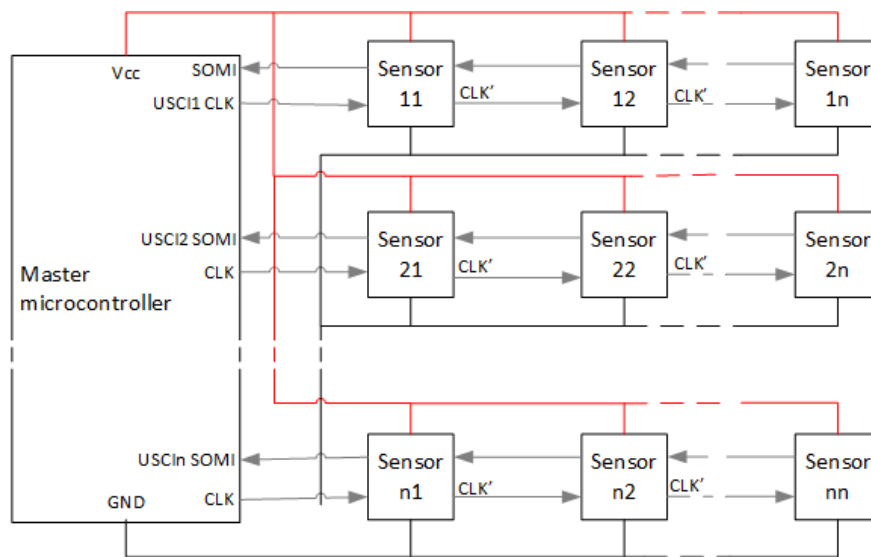 Vcc
SOMI
USCI1 CLK
Sensor
11
CLK’
Sensor
12
CLK’
Sensor
1n
USCI2 SOMI
CLK
Sensor
21
CLK’
Sensor
22
CLK’
Sensor
2n
Master
microcontroller
USCIn SOMI
CLK
GND
Sensor
n1
CLK’
Sensor
n2
CLK’
Sensor
nn